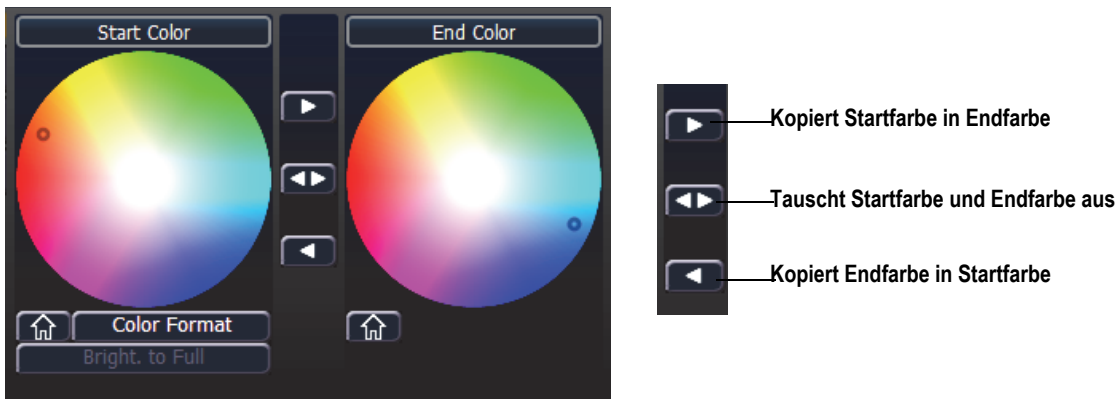 Start Color
End Color
Color Format
Bright. to Full
Kopiert Startfarbe in Endfarbe
Tauscht Startfarbe und Endfarbe aus
Kopiert Endfarbe in Startfarbe